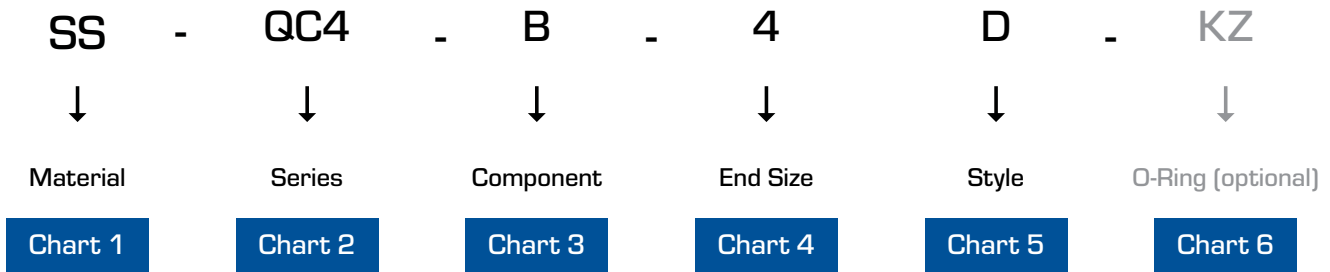 SS - QC4 - B - 4 D - KZ
↓ ↓ ↓ ↓ ↓ ↓
Material Series Component End Size Style O-Ring (optional)
Chart 1 Chart 2 Chart 3 Chart 4 Chart 5 Chart 6